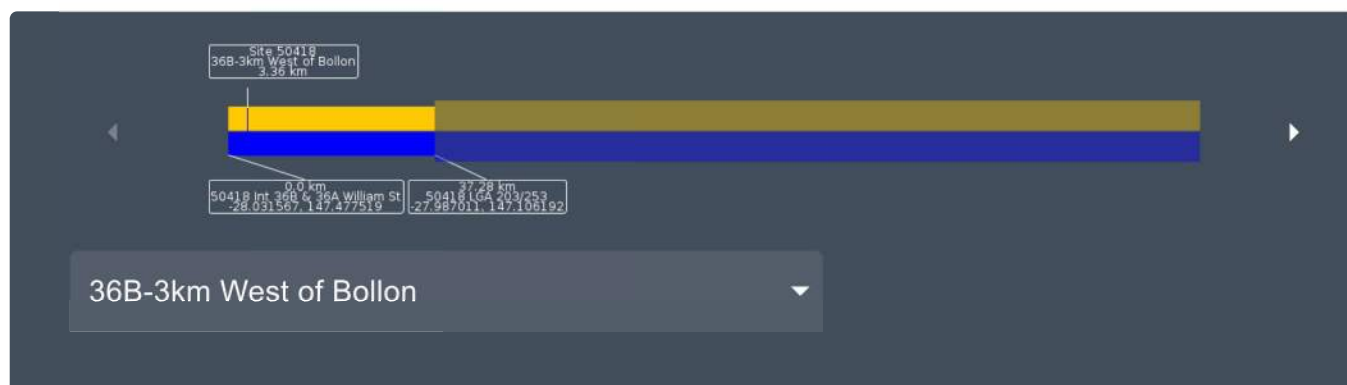 Site 50418
36B-3km West of Bollon
3.36 km
0.0 km
50418 Int 36B & 36A William St
-28.031567, 147.477519
37.28 km
50418 LGA 203/253
-27.987011, 147.106192
36B-3km West of Bollon